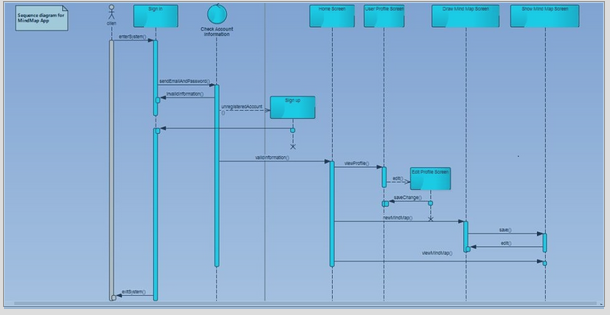 Sequence diagram for
MindMap App
User
Sign In
Check Account
Information
Home Screen
User Profile Screen
Draw Mind Map Screen
Show Mind Map Screen
enterSystem()
sendEmailAndPassword()
invalidInformation()
unregisteredAccount
Sign up
validInformation()
viewProfile()
Edit Profile Screen
edit()
saveChange()
newMindMap()
save()
edit()
viewMindMap()
exitSystem()